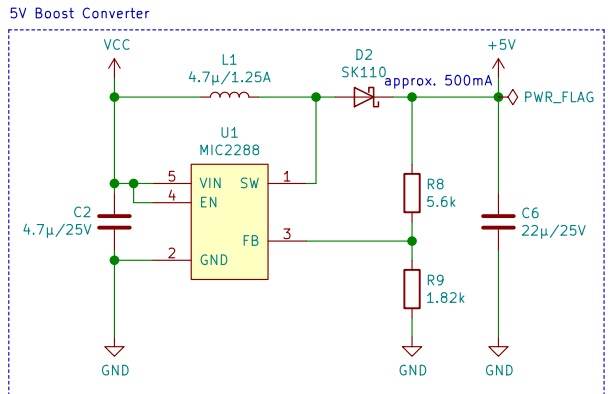 5V Boost Converter
VCC
L1
4.7µ/1.25A
D2
SK110
approx. 500mA
+5V
PWR_FLAG
U1
MIC2288
5
VIN
SW
1
4
EN
C2
4.7µ/25V
3
FB
2
GND
R8
5.6k
C6
22µ/25V
R9
1.82k
GND
GND
GND